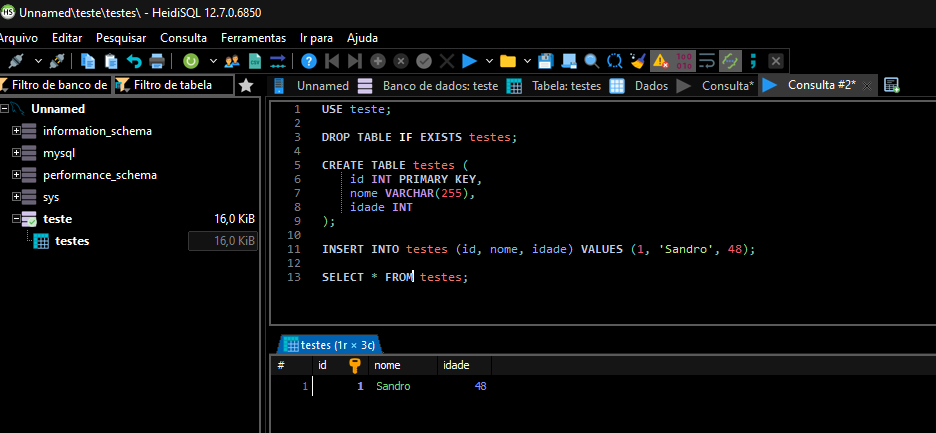 HS Unnamed\teste\testes\ - HeidiSQL 12.7.0.6850
Arquivo Editar Pesquisar Consulta Ferramentas Ir para Ajuda
Filtro de banco de Filtro de tabela
Unnamed Banco de dados: teste Tabela: testes Dados Consulta* Consulta #2*
Unnamed
information_schema
mysql
performance_schema
sys
teste 16,0 KiB
testes 16,0 KiB
1 USE teste;
2
3 DROP TABLE IF EXISTS testes;
4
5 CREATE TABLE testes (
6 id INT PRIMARY KEY,
7 nome VARCHAR(255),
8 idade INT
9 );
10
11 INSERT INTO testes (id, nome, idade) VALUES (1, 'Sandro', 48);
12
13 SELECT * FROM testes;
testes (1r × 3c)
# id nome idade
1 1 Sandro 48